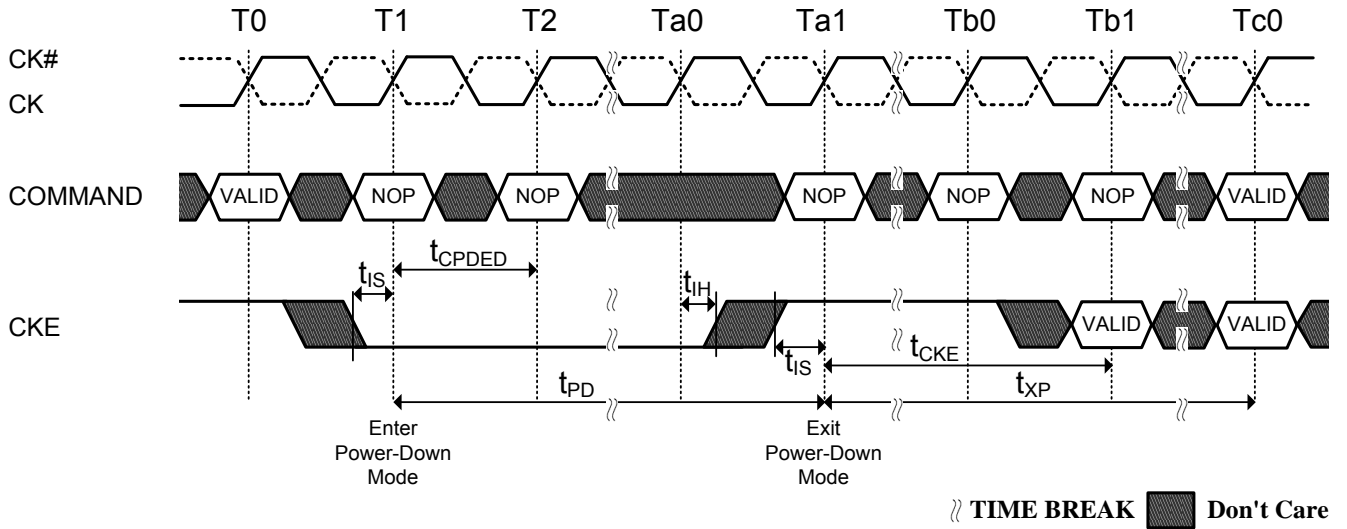 T0 T1 T2 Ta0 Ta1 Tb0 Tb1 Tc0
CK#
CK
COMMAND VALID NOP NOP NOP NOP NOP VALID
tCPDED
tIS tIH
CKE VALID VALID
tIS tCKE
tPD tXP
Enter
Power-Down
Mode
Exit
Power-Down
Mode
TIME BREAK Don't Care